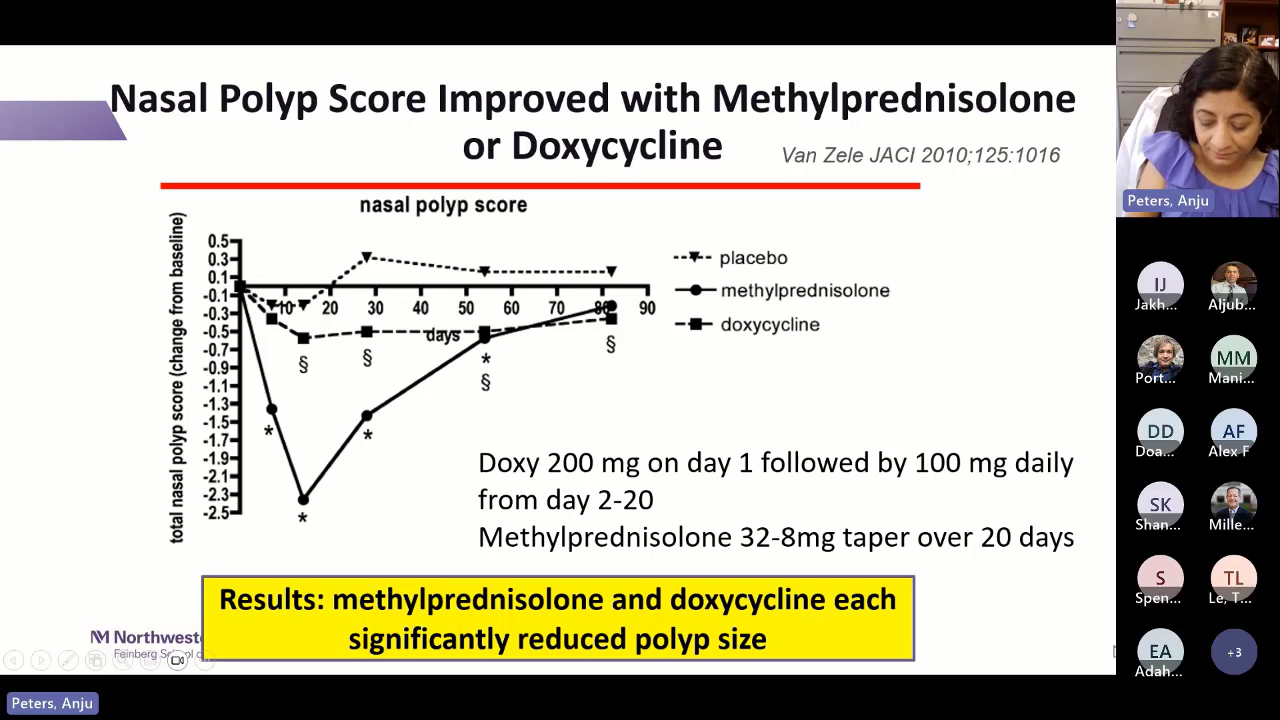 Nasal Polyp Score Improved with Methylprednisolone
or Doxycycline
Van Zele JACI 2010;125:1016
nasal polyp score
total nasal polyp score (change from baseline)
0.5
0.3
0.1
-0.1
-0.3
-0.5
-0.7
-0.9
-1.1
-1.3
-1.5
-1.7
-1.9
-2.1
-2.3
-2.5
10 20 30 40 50 60 70 80 90
days
§ § * § §
* * *
placebo
methylprednisolone
doxycycline
Doxy 200 mg on day 1 followed by 100 mg daily
from day 2-20
Methylprednisolone 32-8mg taper over 20 days
Results: methylprednisolone and doxycycline each
significantly reduced polyp size
Northweste
Feinberg
Peters, Anju
Peters, Anju
IJ
Jakh...
Aljub...
Port...
MM
Mani...
DD
Doa...
AF
Alex F
SK
Shan...
Mille...
S
Spen...
TL
Le, T...
EA
Adah...
+3